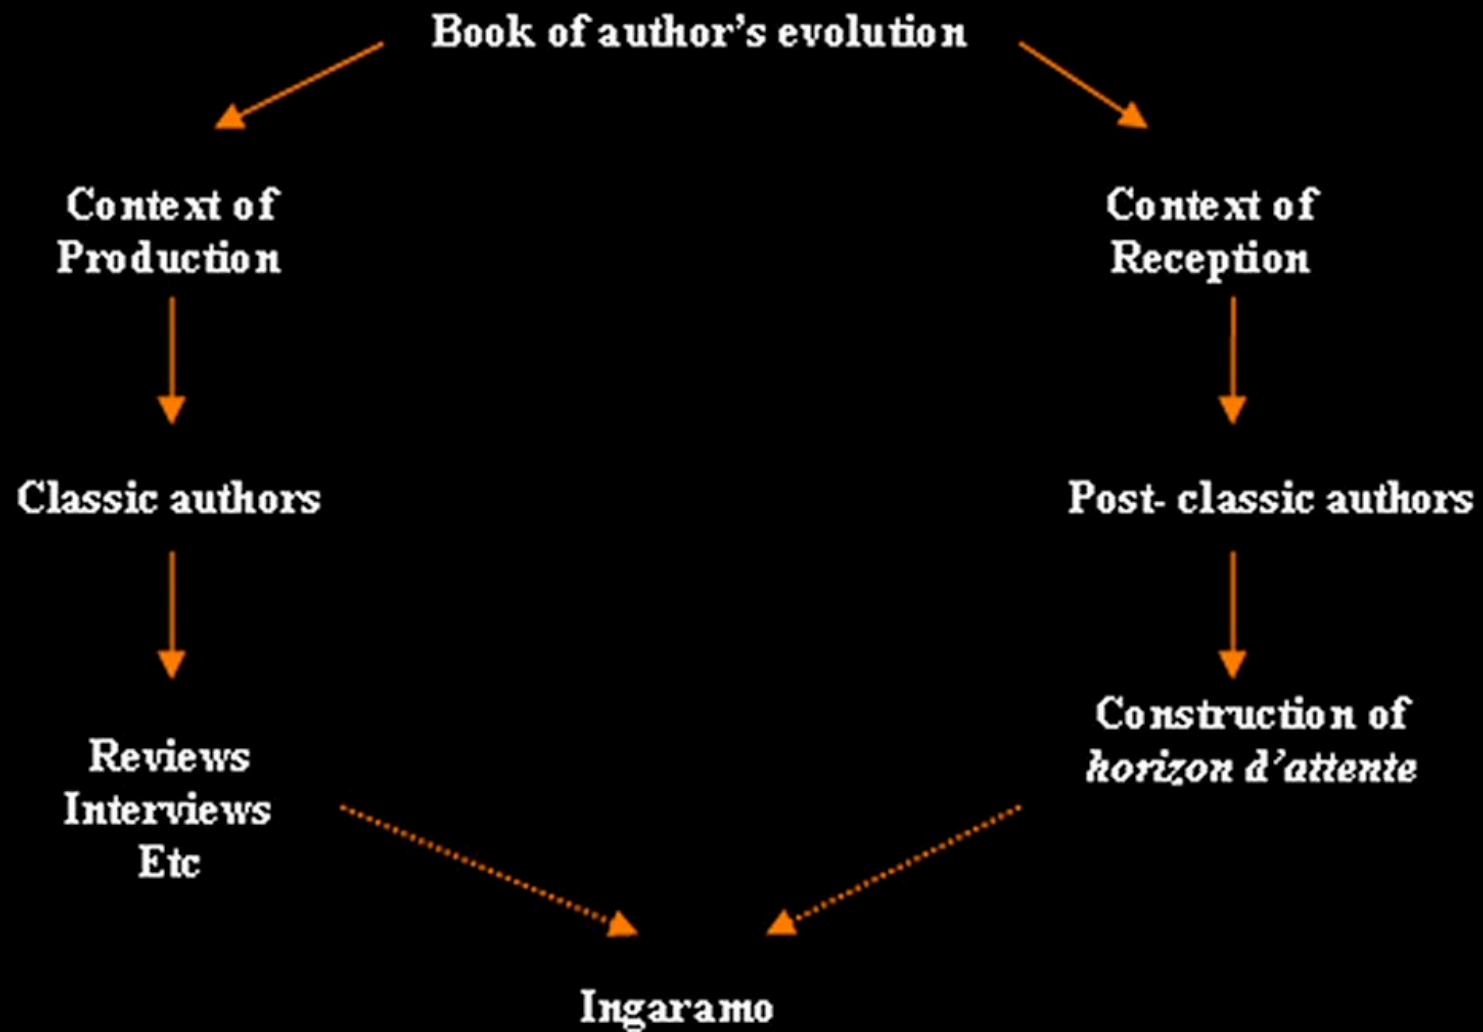 Book of author's evolution
Context of
Production
Context of
Reception
Classic authors
Post- classic authors
Reviews
Interviews
Etc
Construction of
horizon d'attente
Ingaramo